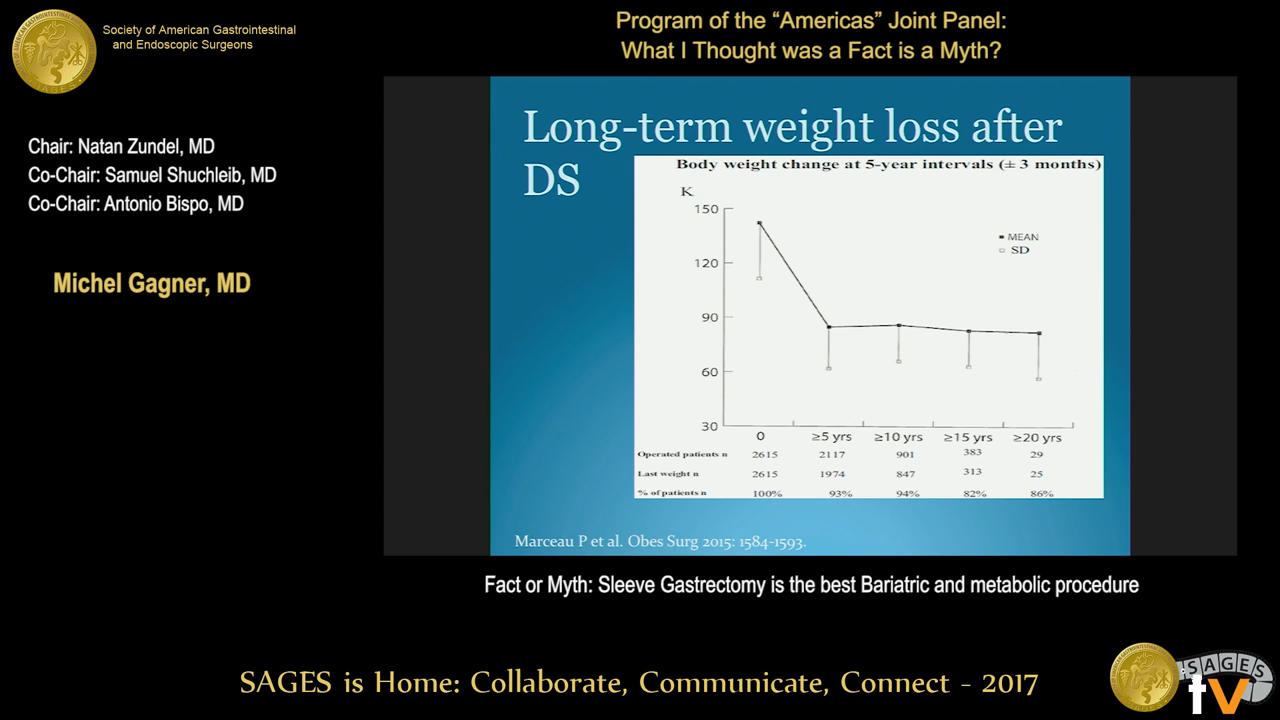 Society of American Gastrointestinal
and Endoscopic Surgeons
Program of the “Americas” Joint Panel:
What I Thought was a Fact is a Myth?
Chair: Natan Zundel, MD
Co-Chair: Samuel Shuchleib, MD
Co-Chair: Antonio Bispo, MD
Michel Gagner, MD
Long-term weight loss after
DS
Body weight change at 5-year intervals (± 3 months)
K
150
120
90
60
30
MEAN
SD
0 ≥5 yrs ≥10 yrs ≥15 yrs ≥20 yrs
Operated patients n 2615 2117 901 383 29
Last weight n 2615 1974 847 313 25
% of patients n 100% 93% 94% 82% 86%
Marceau P et al. Obes Surg 2015: 1584-1593.
Fact or Myth: Sleeve Gastrectomy is the best Bariatric and metabolic procedure
SAGES is Home: Collaborate, Communicate, Connect - 2017
SAGES
tv